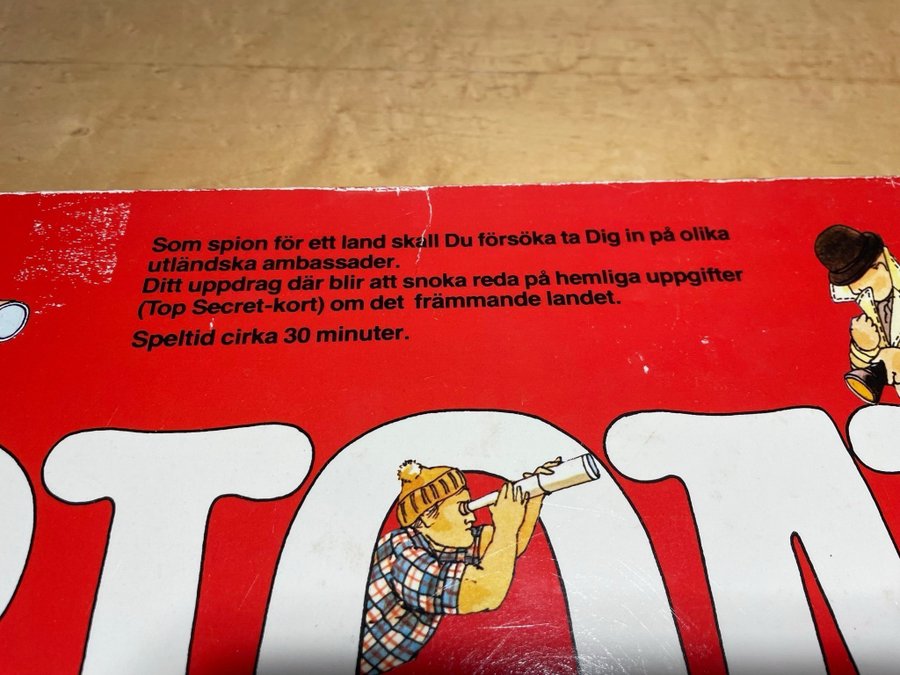 Som spion för ett land skall Du försöka ta Dig in på olika
utländska ambassader.
Ditt uppdrag där blir att snoka reda på hemliga uppgifter
(Top Secret-kort) om det främmande landet.
Speltid cirka 30 minuter.
PION